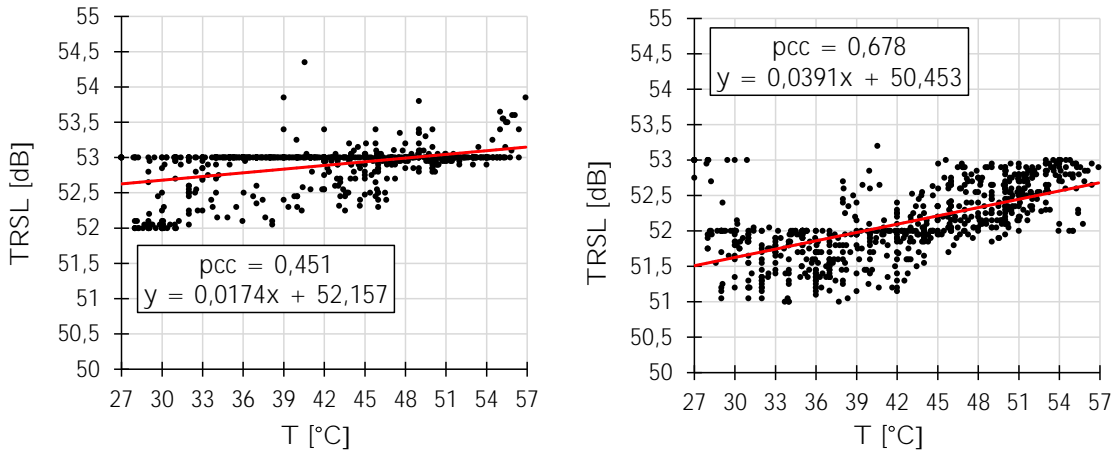 55
54,5
54
53,5
53
52,5
52
51,5
51
50,5
50
TRSL [dB]
pcc = 0,451
y = 0,0174x + 52,157
27 30 33 36 39 42 45 48 51 54 57
T [°C]
55
54,5
54
53,5
53
52,5
52
51,5
51
50,5
50
TRSL [dB]
pcc = 0,678
y = 0,0391x + 50,453
27 30 33 36 39 42 45 48 51 54 57
T [°C]